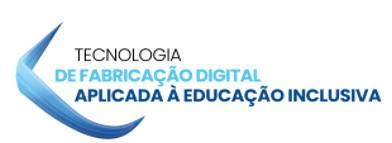 TECNOLOGIA
DE FABRICAÇÃO DIGITAL
APLICADA À EDUCAÇÃO INCLUSIVA